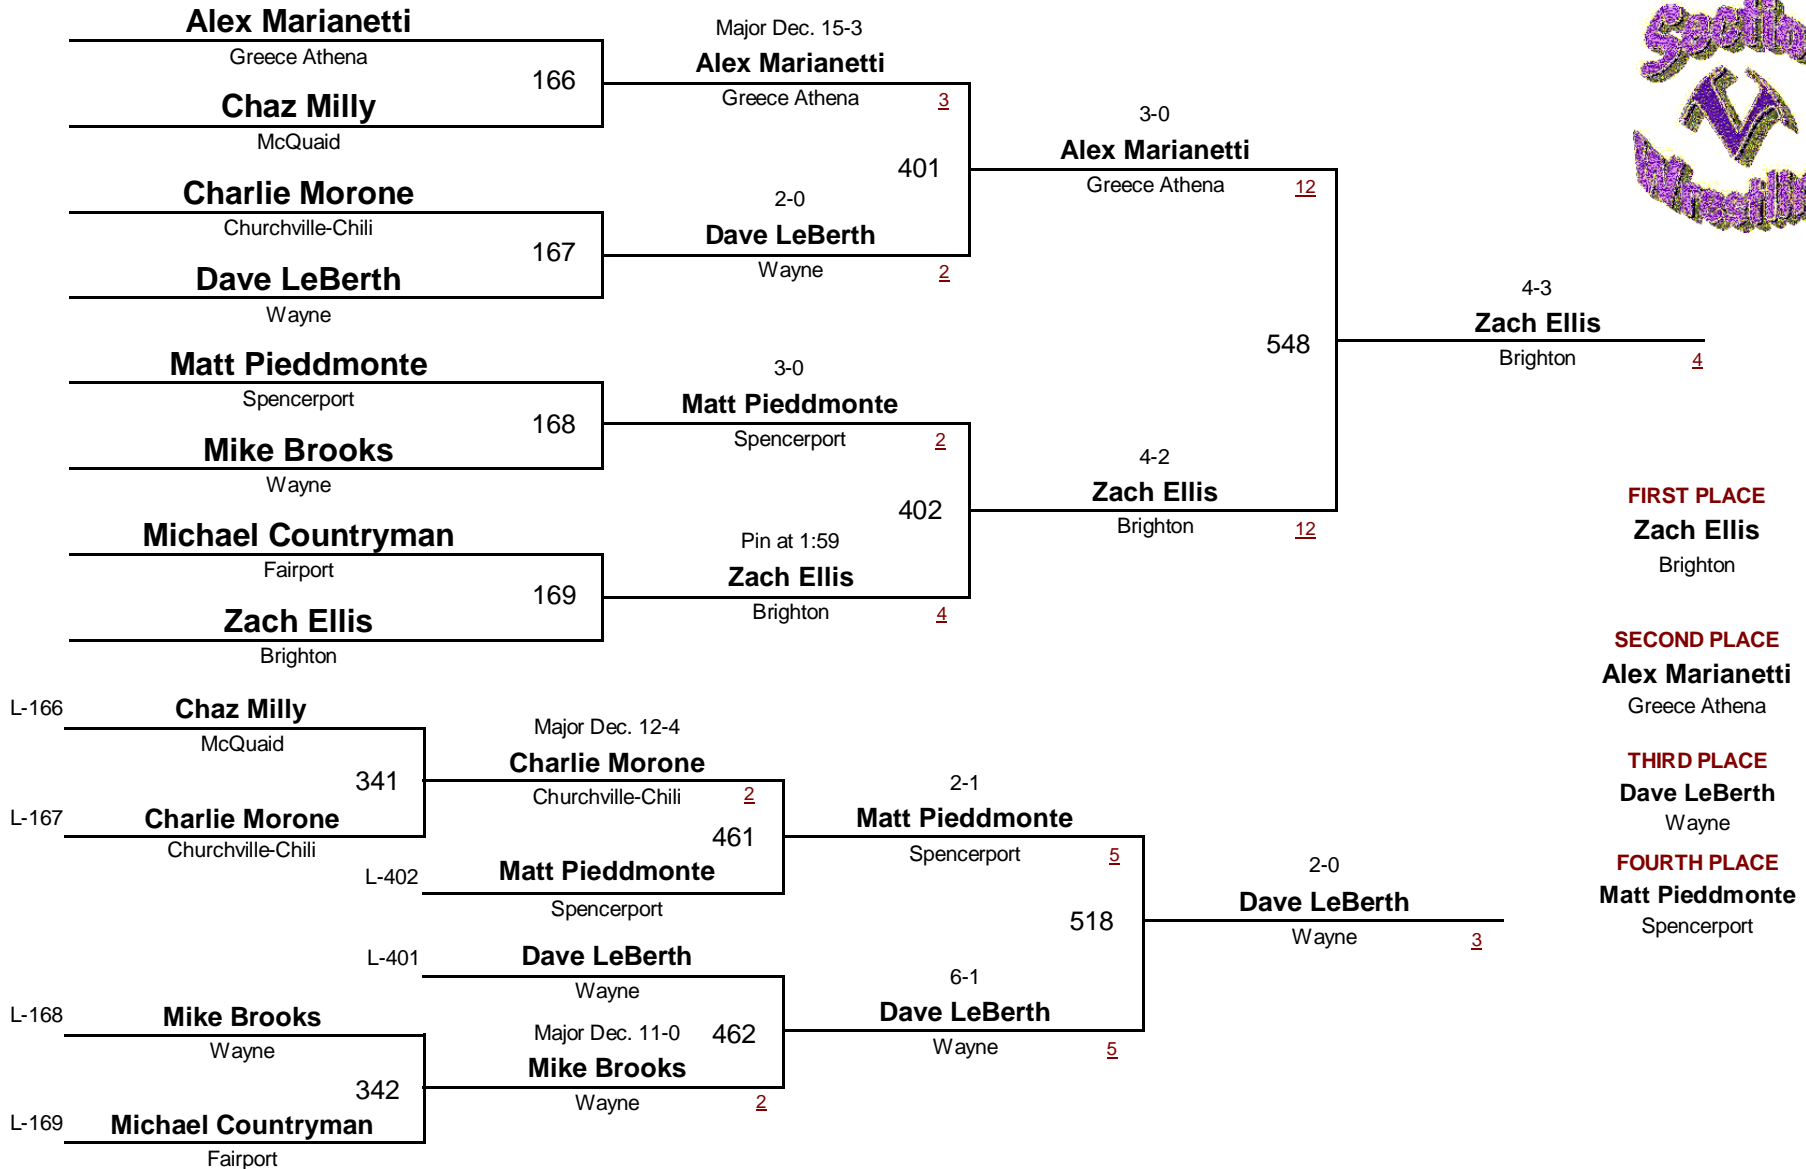 Alex Marianetti
Greece Athena
166
Chaz Milly
McQuaid
Charlie Morone
Churchville-Chili
167
Dave LeBerth
Wayne
Matt Pieddmonte
Spencerport
168
Mike Brooks
Wayne
Michael Countryman
Fairport
169
Zach Ellis
Brighton
Major Dec. 15-3
Alex Marianetti
Greece Athena 3
401
2-0
Dave LeBerth
Wayne 2
3-0
Matt Pieddmonte
Spencerport 2
402
Pin at 1:59
Zach Ellis
Brighton 4
3-0
Alex Marianetti
Greece Athena 12
548
4-2
Zach Ellis
Brighton 12
4-3
Zach Ellis
Brighton 4
Sectio
V
Wrestlin
FIRST PLACE
Zach Ellis
Brighton
SECOND PLACE
Alex Marianetti
Greece Athena
THIRD PLACE
Dave LeBerth
Wayne
FOURTH PLACE
Matt Pieddmonte
Spencerport
L-166 Chaz Milly
McQuaid
341
L-167 Charlie Morone
Churchville-Chili
Major Dec. 12-4
Charlie Morone
Churchville-Chili 2
461
L-402 Matt Pieddmonte
Spencerport
L-401 Dave LeBerth
Wayne
462
L-168 Mike Brooks
Wayne
342
L-169 Michael Countryman
Fairport
Major Dec. 11-0
Mike Brooks
Wayne 2
2-1
Matt Pieddmonte
Spencerport 5
518
6-1
Dave LeBerth
Wayne 5
2-0
Dave LeBerth
Wayne 3